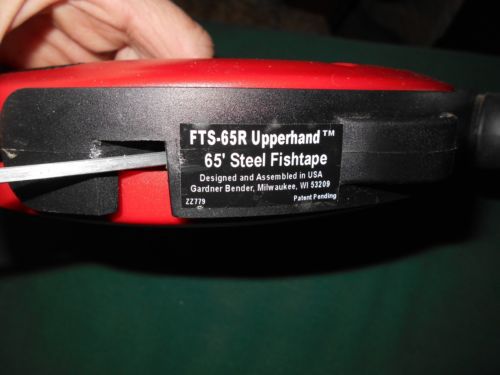 FTS-65R Upperhand™
65' Steel Fishtape
Designed and Assembled in USA
Gardner Bender, Milwaukee, WI 53209
ZZ779 Patent Pending